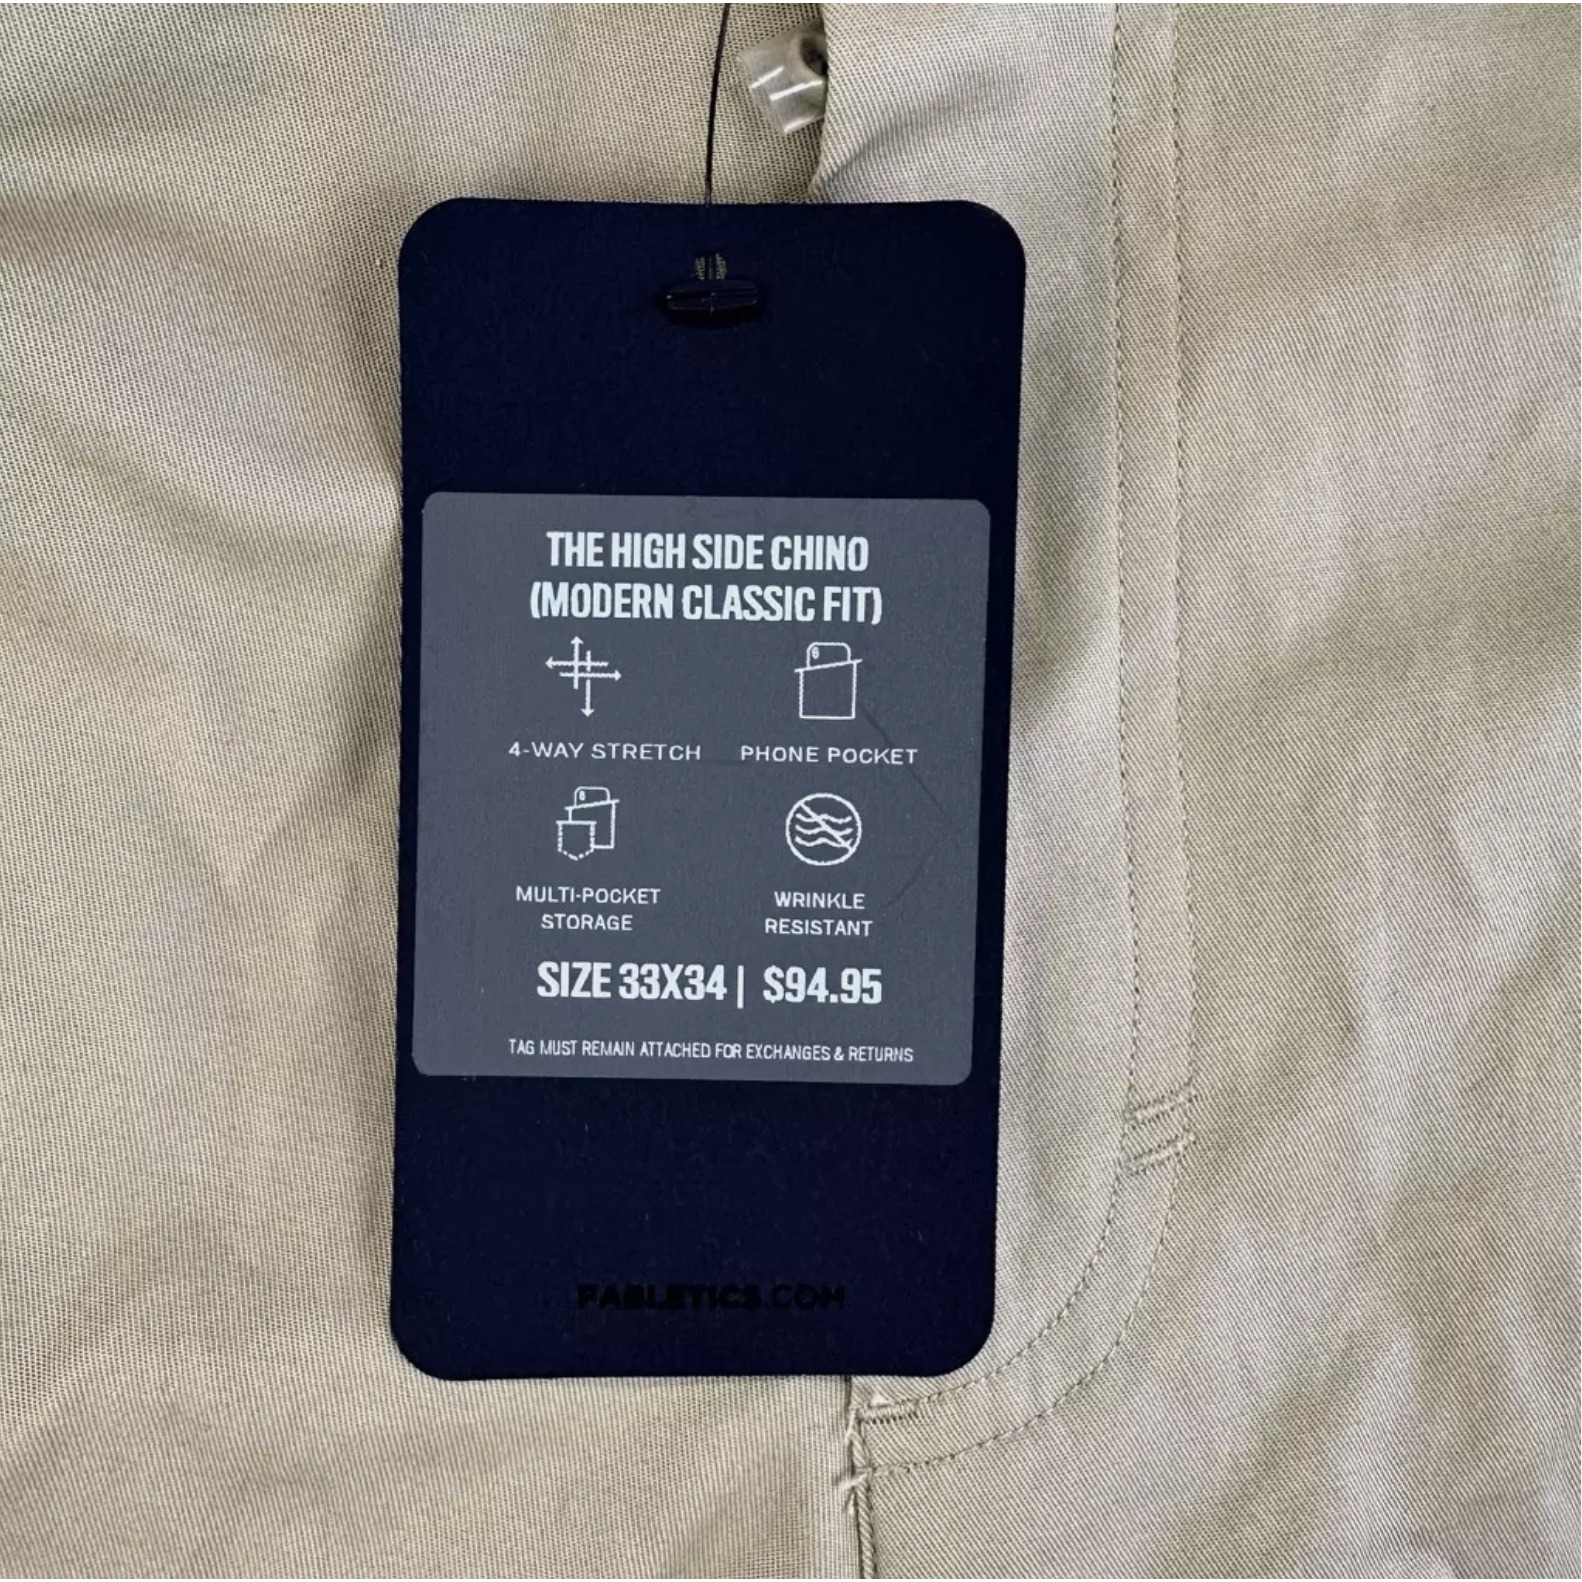 THE HIGH SIDE CHINO
(MODERN CLASSIC FIT)
4-WAY STRETCH PHONE POCKET
MULTI-POCKET
STORAGE
WRINKLE
RESISTANT
SIZE 33X34 | $94.95
TAG MUST REMAIN ATTACHED FOR EXCHANGES & RETURNS
FABLETICS.COM